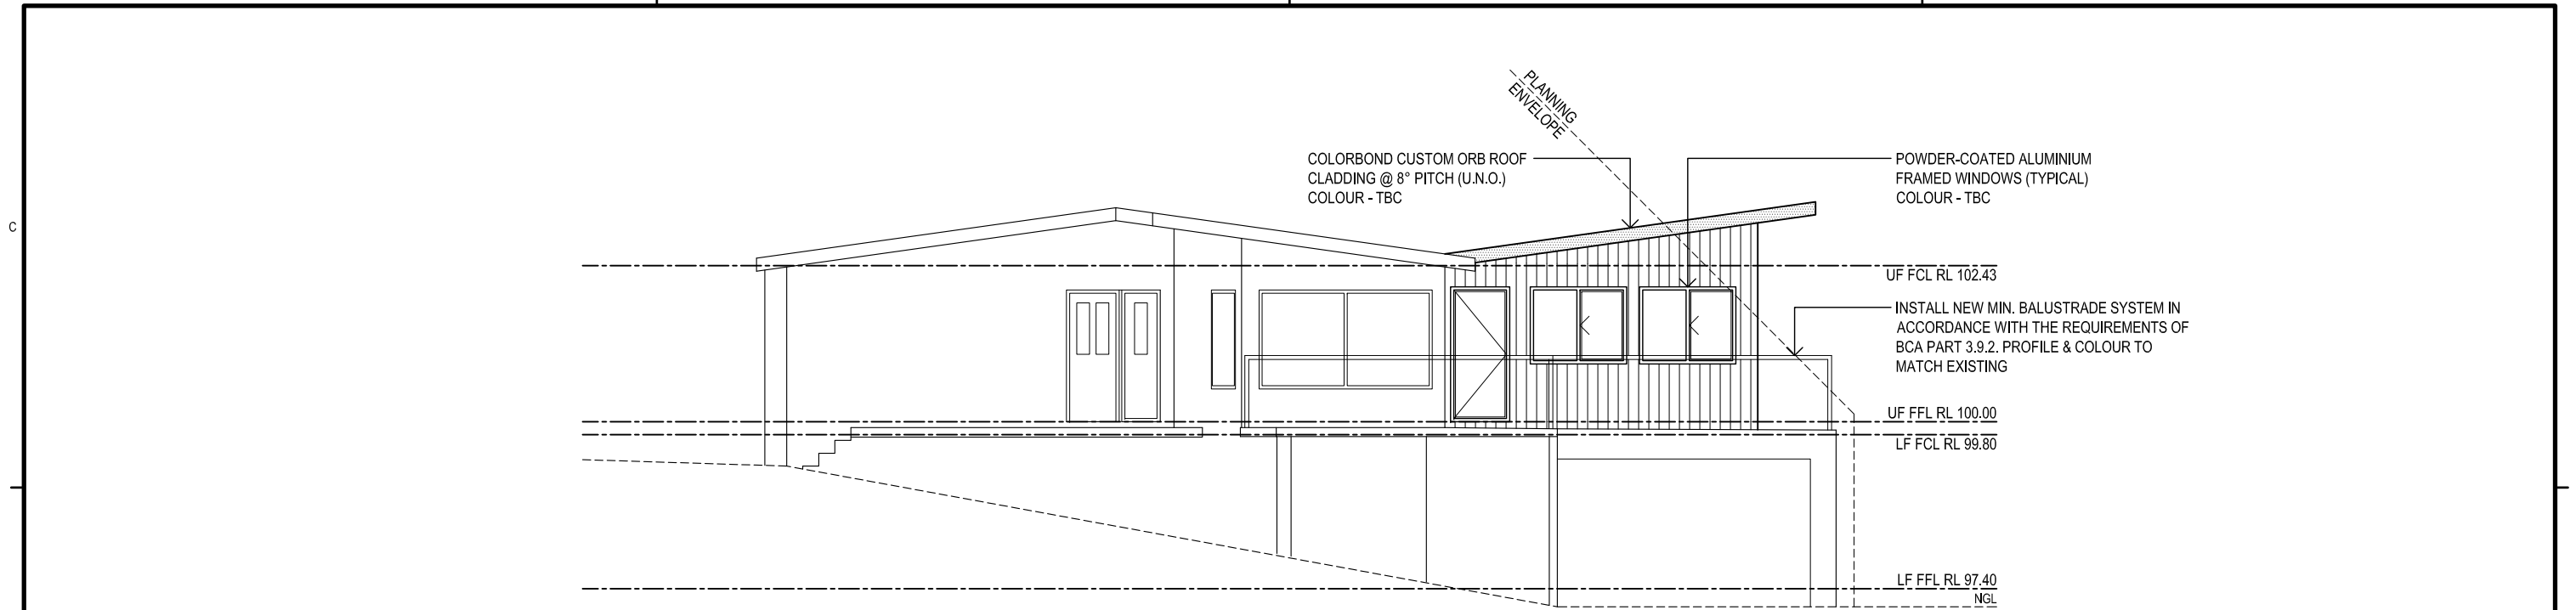 PLANNING
ENVELOPE
COLORBOND CUSTOM ORB ROOF
CLADDING @ 8° PITCH (U.N.O.)
COLOUR - TBC
POWDER-COATED ALUMINIUM
FRAMED WINDOWS (TYPICAL)
COLOUR - TBC
C
UF FCL RL 102.43
INSTALL NEW MIN. BALUSTRADE SYSTEM IN
ACCORDANCE WITH THE REQUIREMENTS OF
BCA PART 3.9.2. PROFILE & COLOUR TO
MATCH EXISTING
UF FFL RL 100.00
LF FCL RL 99.80
LF FFL RL 97.40
NGL